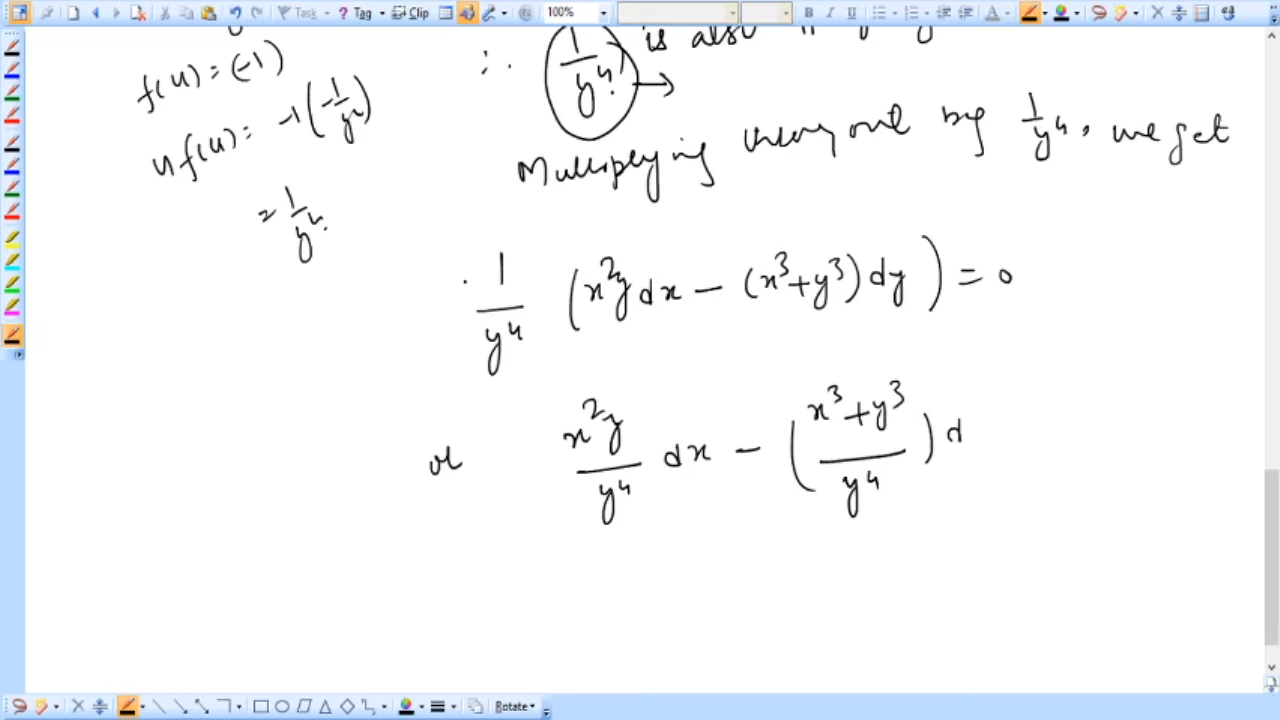 Task Tag Clip 100% B I U A
∴ 1/y⁴ is also
f(u) = (-1)
Multiplying throughout by 1/y⁴, we get
u f(u) = -1(-1/y⁴)
= 1/y⁴.
1/y⁴ (x²y dx - (x³+y³) dy) = 0
or x²y/y⁴ dx - (x³+y³/y⁴) d
Rotate